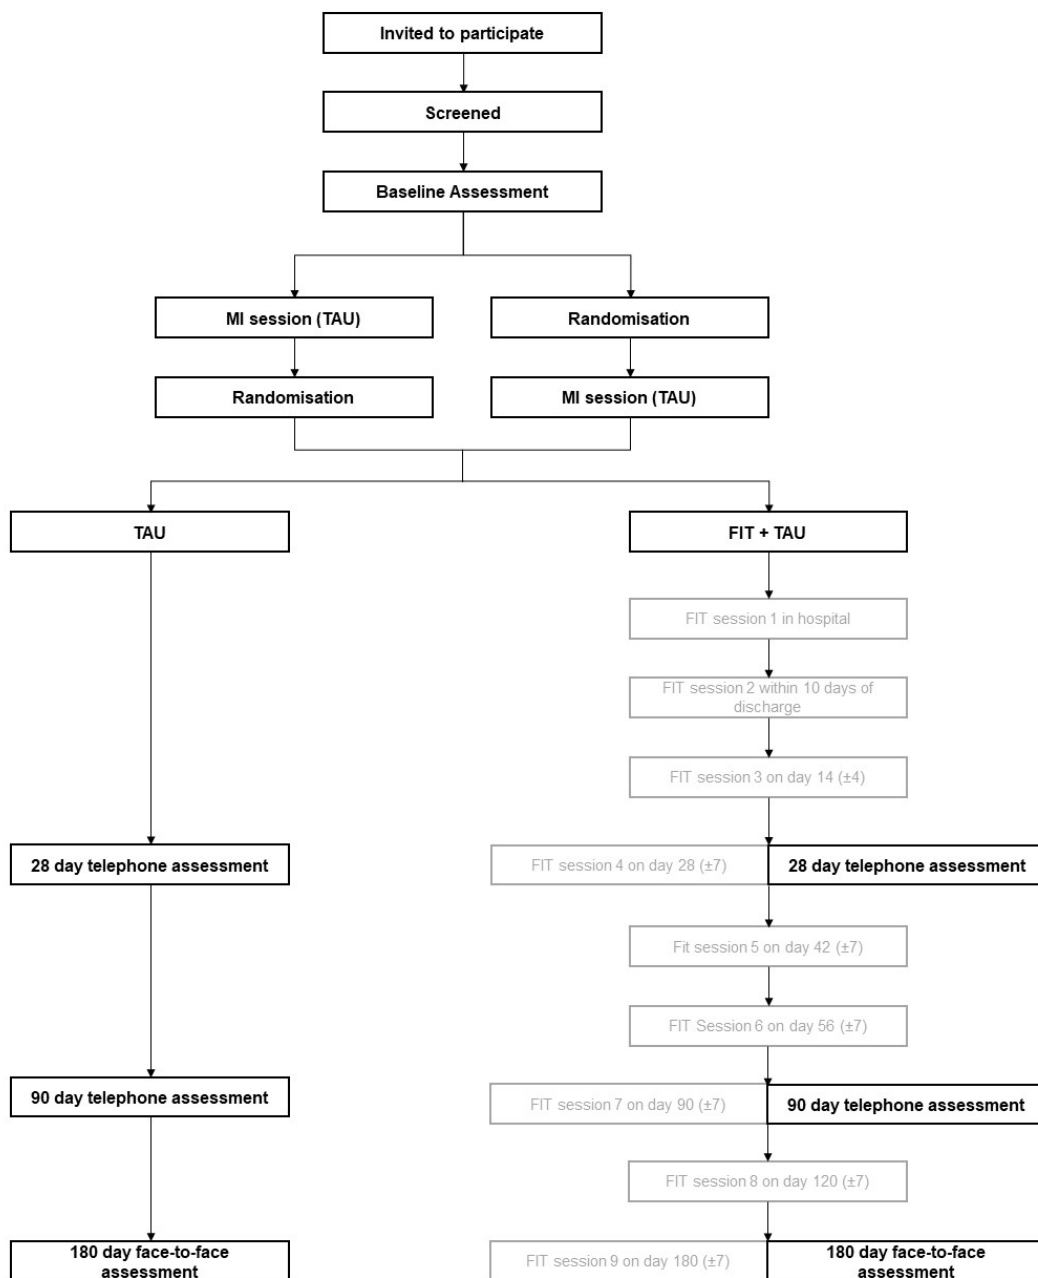 Invited to participate
Screened
Baseline Assessment
MI session (TAU)
Randomisation
Randomisation
MI session (TAU)
TAU
FIT + TAU
FIT session 1 in hospital
FIT session 2 within 10 days of
discharge
FIT session 3 on day 14 (±4)
28 day telephone assessment
FIT session 4 on day 28 (±7)
28 day telephone assessment
Fit session 5 on day 42 (±7)
FIT Session 6 on day 56 (±7)
90 day telephone assessment
FIT session 7 on day 90 (±7)
90 day telephone assessment
FIT session 8 on day 120 (±7)
180 day face-to-face
assessment
FIT session 9 on day 180 (±7)
180 day face-to-face
assessment